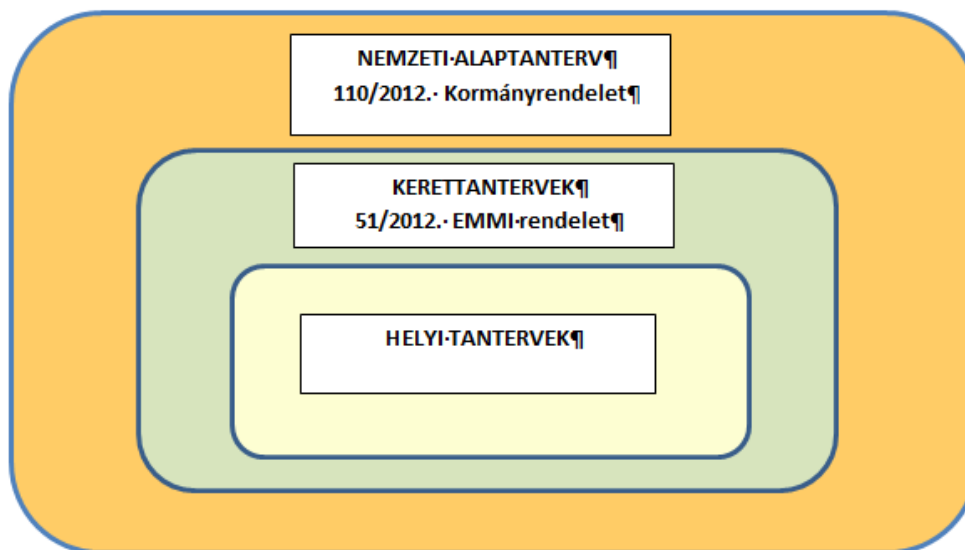 NEMZETI·ALAPTANTERV¶
110/2012.· Kormányrendelet¶
KERETTANTERVEK¶
51/2012.· EMMI·rendelet¶
HELYI·TANTERVEK¶